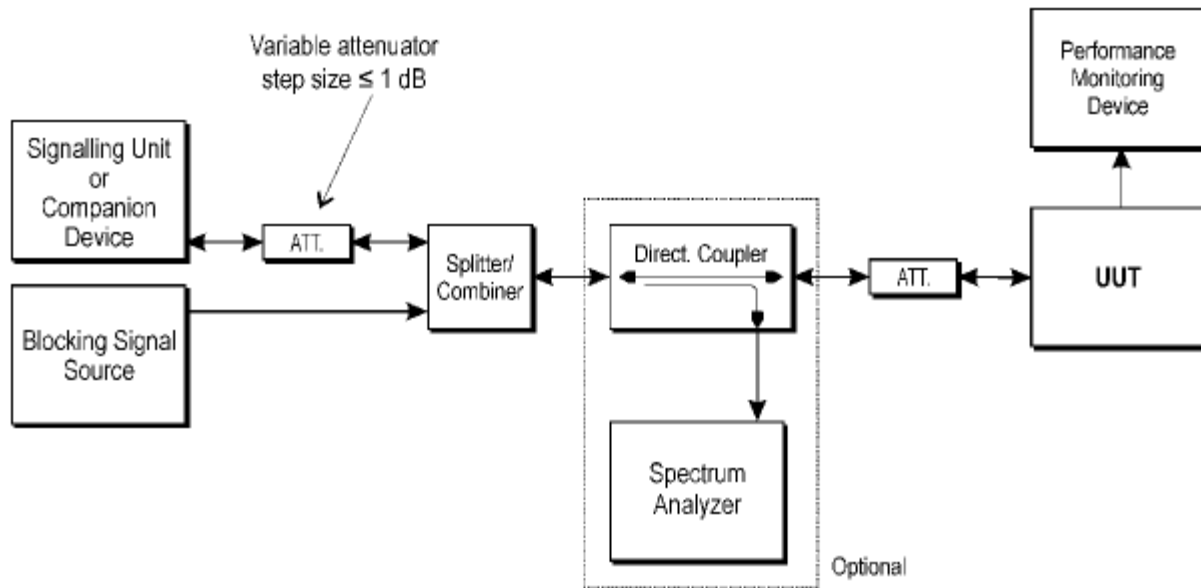 Variable attenuator
step size ≤ 1 dB
Performance
Monitoring
Device
Signalling Unit
or
Companion
Device
ATT.
Splitter/
Combiner
Direct. Coupler
ATT.
UUT
Blocking Signal
Source
Spectrum
Analyzer
Optional